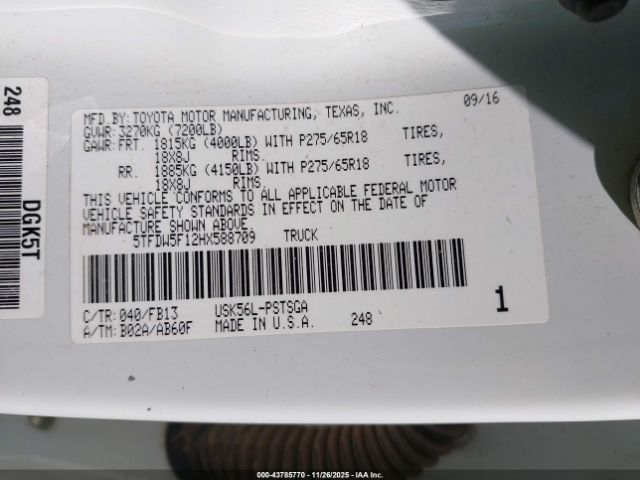 248
DGK5T
MFD.BY: TOYOTA MOTOR MANUFACTURING, TEXAS, INC. 09/16
GVWR: 3270KG (7200LB)
GAWR: FRT. 1815KG (4000LB) WITH P275/65R18 TIRES,
18X8J RIMS.
RR. 1885KG (4150LB) WITH P275/65R18 TIRES,
18X8J RIMS.
THIS VEHICLE CONFORMS TO ALL APPLICABLE FEDERAL MOTOR
VEHICLE SAFETY STANDARDS IN EFFECT ON THE DATE OF
MANUFACTURE SHOWN ABOVE.
5TFDW5F12HX588709 TRUCK
C/TR: 040/FB13 USK56L-PSTSGA
A/TM: B02A/AB60F MADE IN U.S.A. 248 1
000-43785770 | 11/26/2025 | IAA Inc.